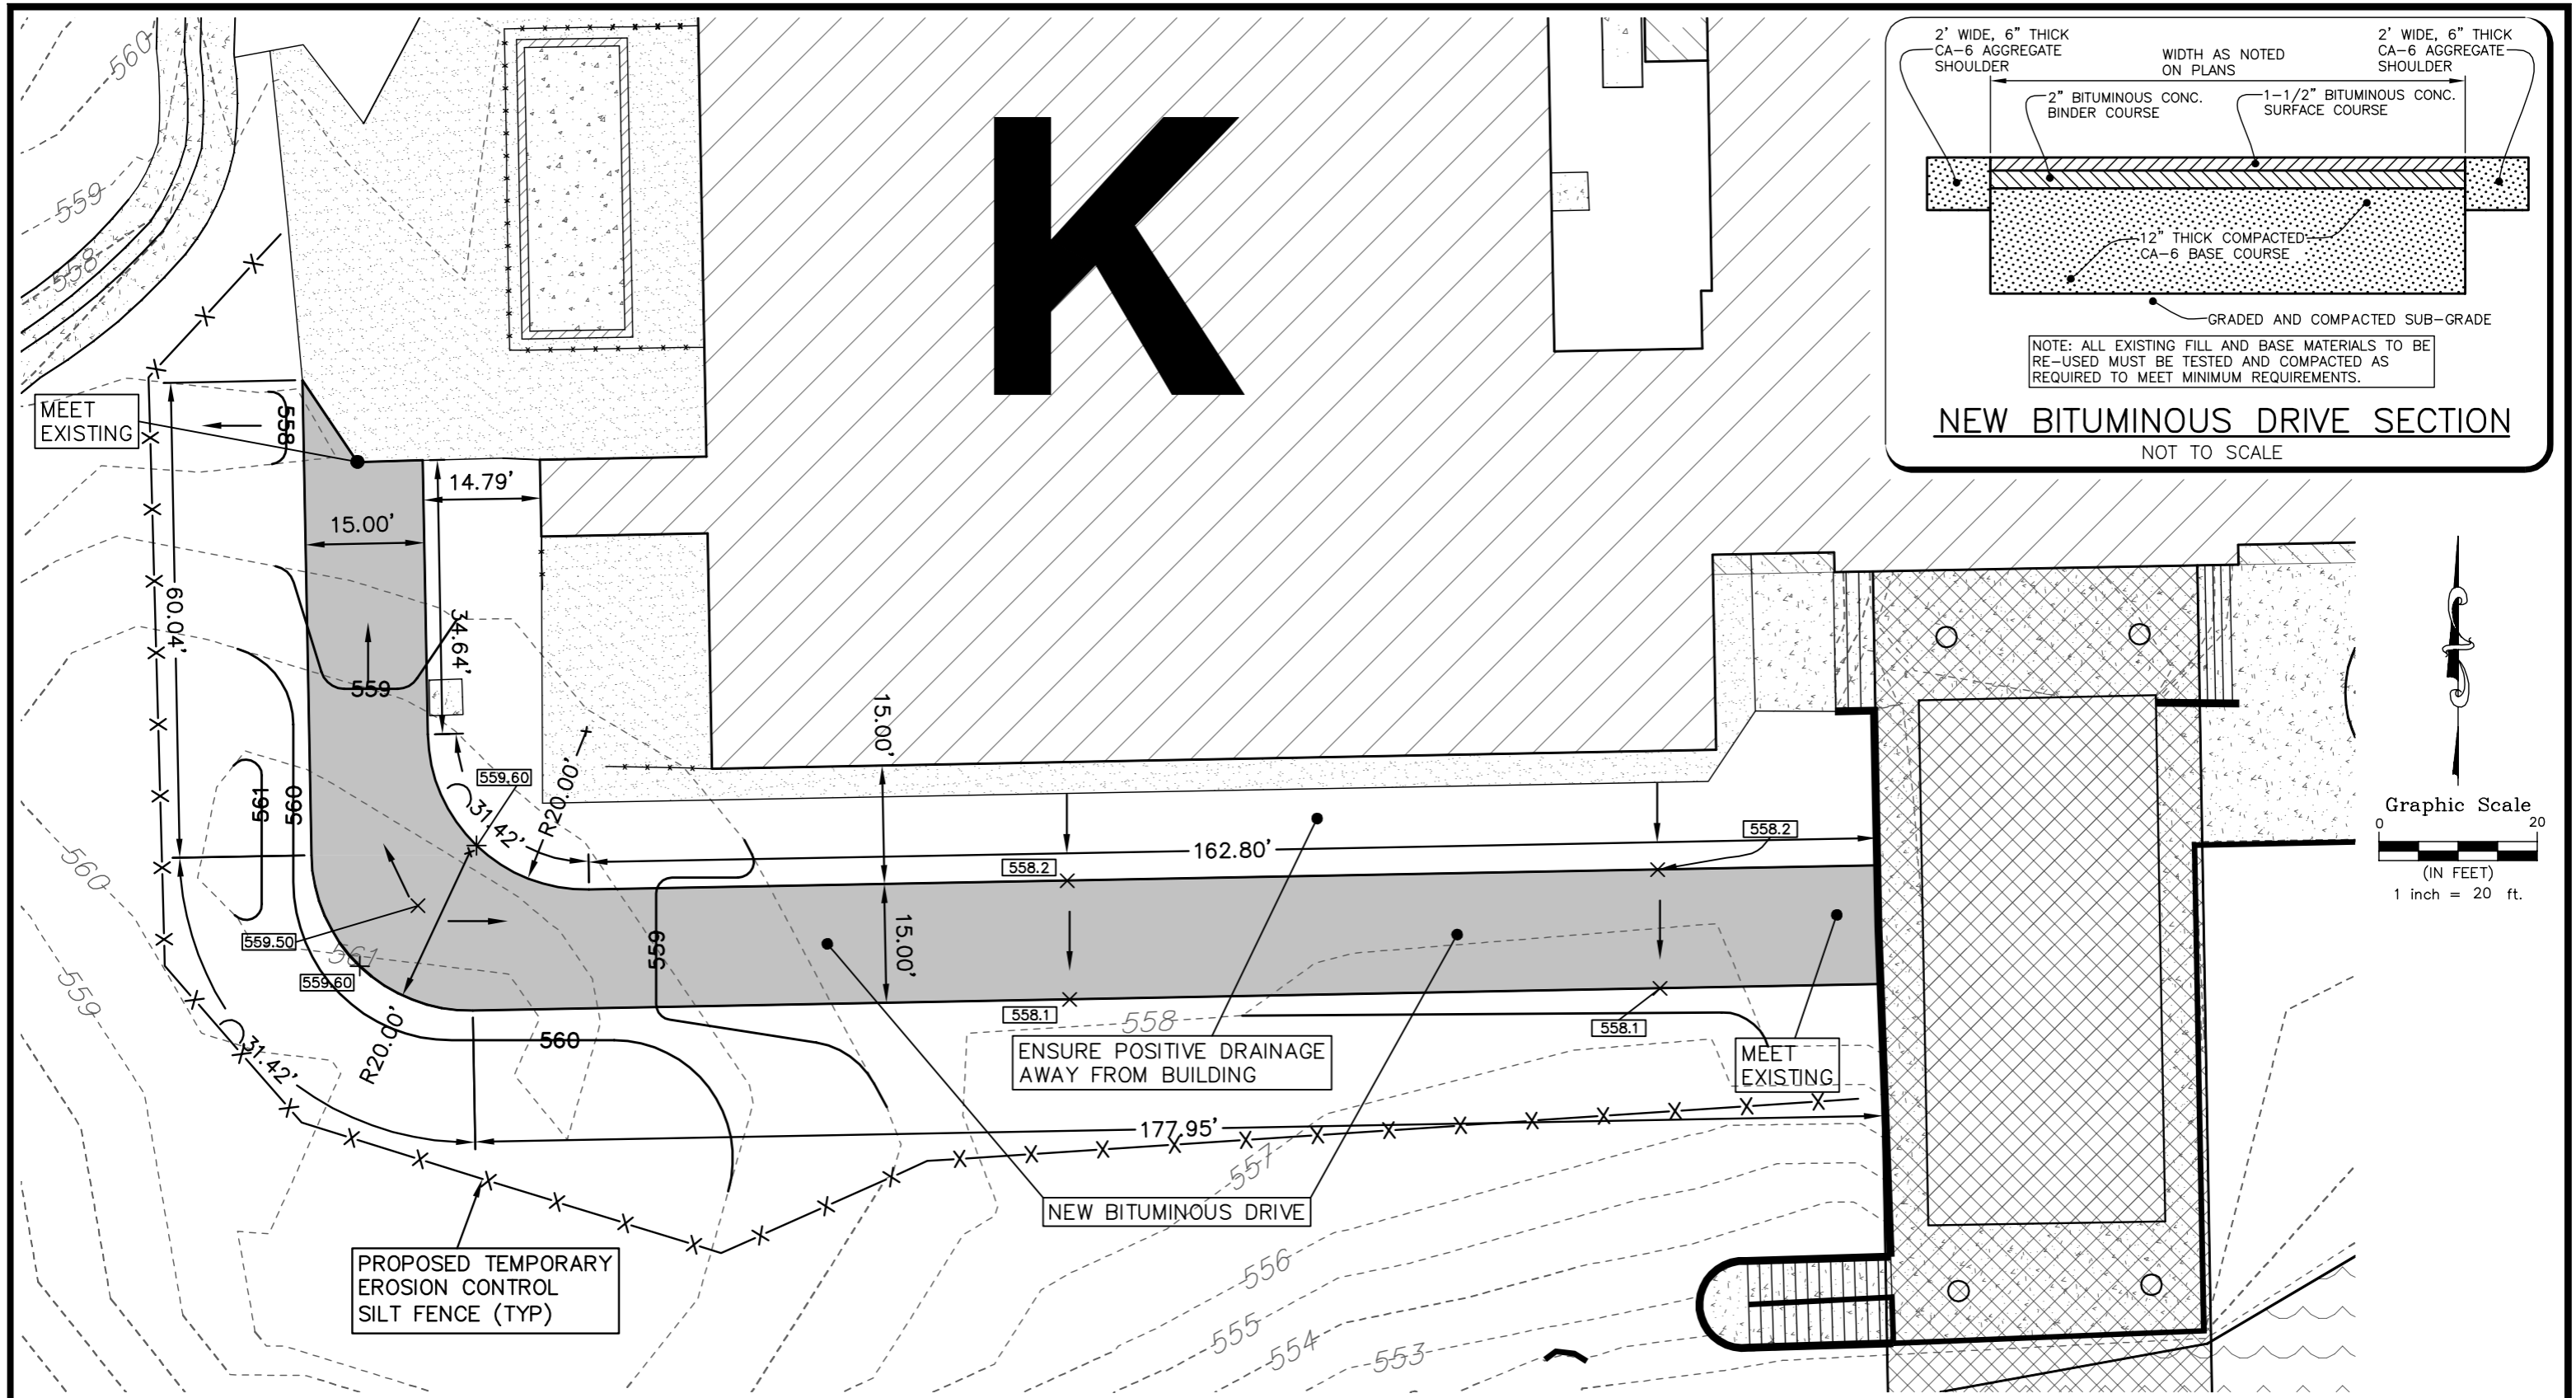 2' WIDE, 6" THICK
CA-6 AGGREGATE
SHOULDER
WIDTH AS NOTED
ON PLANS
2' WIDE, 6" THICK
CA-6 AGGREGATE
SHOULDER
2" BITUMINOUS CONC.
BINDER COURSE
1-1/2" BITUMINOUS CONC.
SURFACE COURSE
12" THICK COMPACTED
CA-6 BASE COURSE
GRADED AND COMPACTED SUB-GRADE
NOTE: ALL EXISTING FILL AND BASE MATERIALS TO BE
RE-USED MUST BE TESTED AND COMPACTED AS
REQUIRED TO MEET MINIMUM REQUIREMENTS.
NEW BITUMINOUS DRIVE SECTION
NOT TO SCALE
K
560
559
558
MEET
EXISTING
558
14.79'
15.00'
60.04'
34.64'
559
15.00'
559.60
R20.00'
31.42'
561
560
558.2
162.80'
558.2
559.50
561
559.60
559
15.00'
560
559
558.1
558
558.1
ENSURE POSITIVE DRAINAGE
AWAY FROM BUILDING
MEET
EXISTING
31.42'
R20.00'
560
177.95'
557
NEW BITUMINOUS DRIVE
PROPOSED TEMPORARY
EROSION CONTROL
SILT FENCE (TYP)
556
555
554
553
Graphic Scale
0 20
(IN FEET)
1 inch = 20 ft.